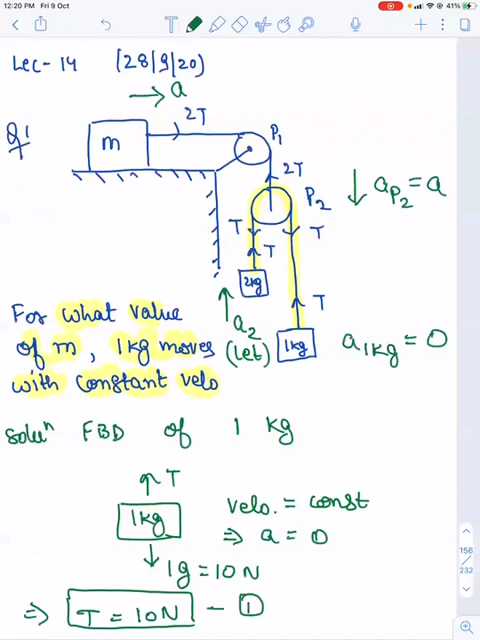 12:20 PM Fri 9 Oct
41%
Lec-14 (28|9|20)
→ a
2T
Q1
m
P1
2T
↓ aP2 = a
P2
T
T
T
2kg
T
a2
(let)
1kg
a1kg = 0
For what value
of m, 1kg moves
with constant velo
Soluⁿ FBD of 1 kg
↑ T
1kg
velo. = const
⇒ a = 0
↓ 1g = 10 N
⇒ T = 10N - ①
156
232